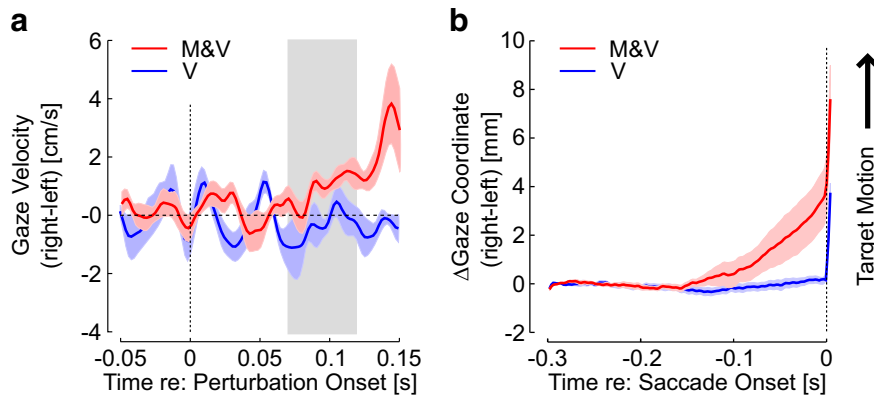 a
M&V
V
Gaze Velocity
(right-left) [cm/s]
6
4
2
-0
-2
-4
-0.05
0
0.05
0.10
0.15
Time re: Perturbation Onset [s]
b
M&V
V
ΔGaze Coordinate
(right-left) [mm]
10
8
6
4
2
0
-2
-0.3
-0.2
-0.1
0
Time re: Saccade Onset [s]
Target Motion